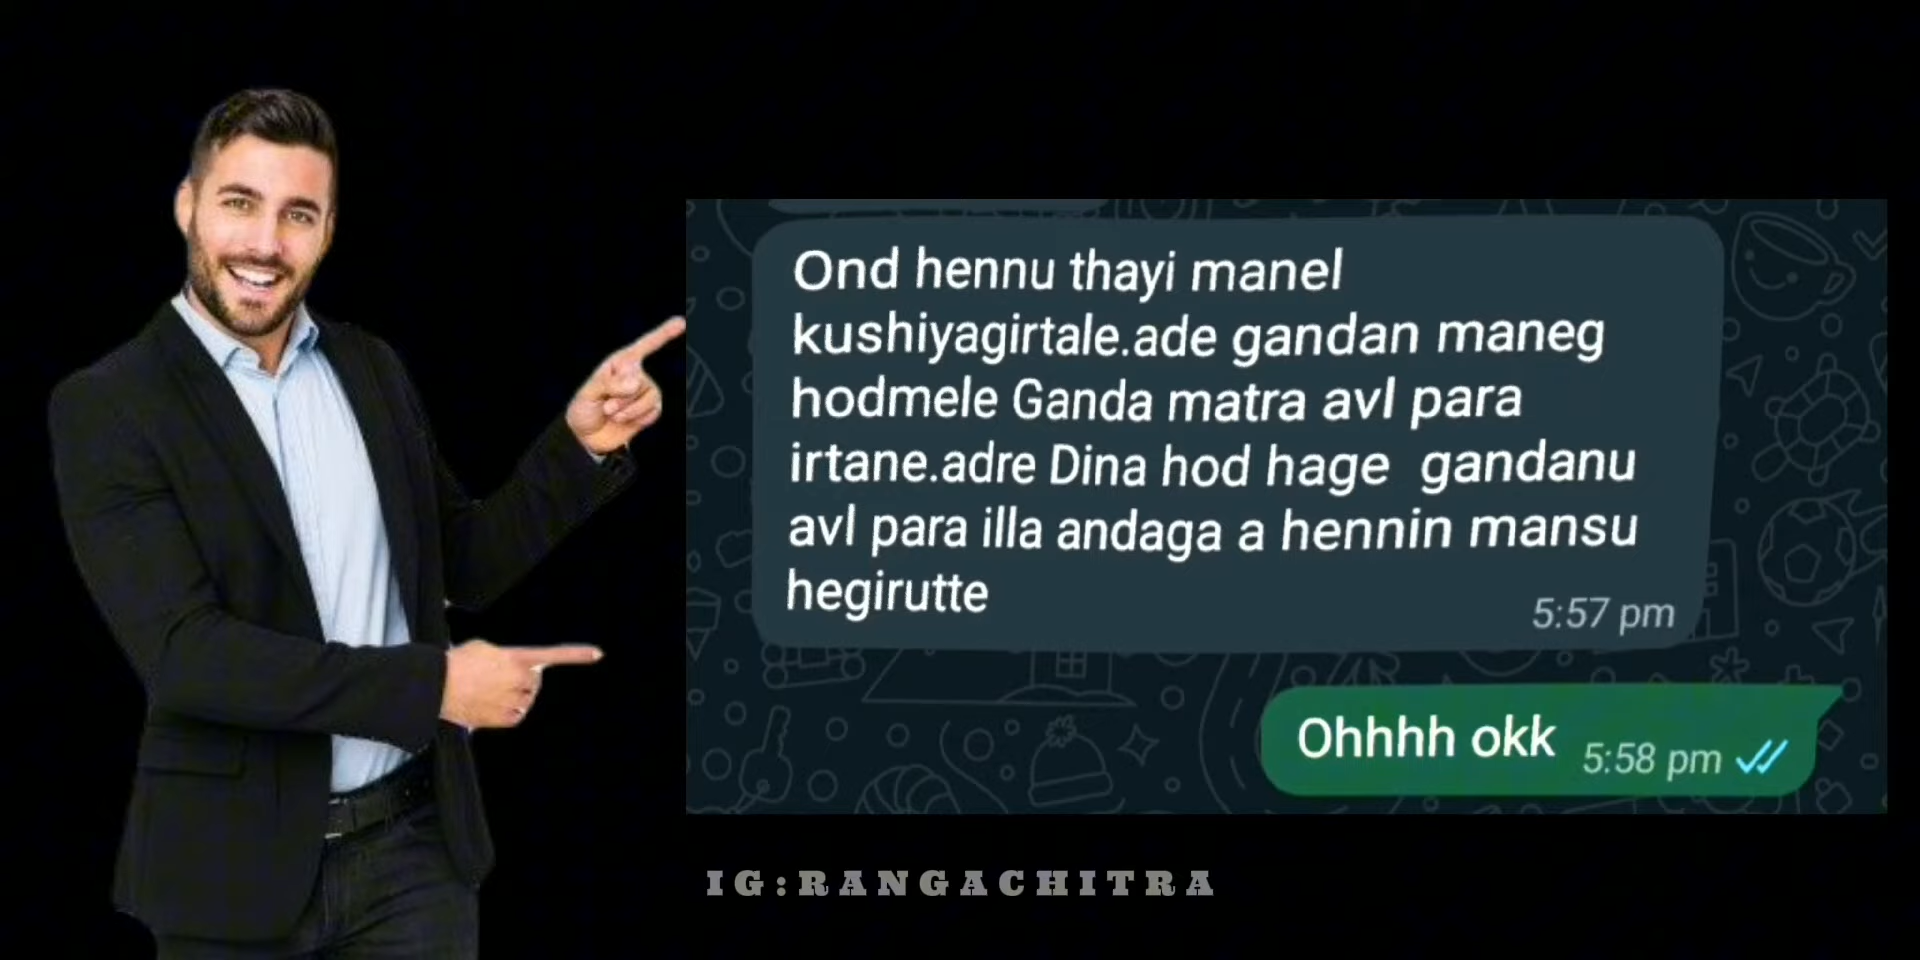 Ond hennu thayi manel
kushiyagirtale.ade gandan maneg
hodmele Ganda matra avl para
irtane.adre Dina hod hage gandanu
avl para illa andaga a hennin mansu
hegirutte
5:57 pm
Ohhhh okk 5:58 pm
IG:RANGACHITRA